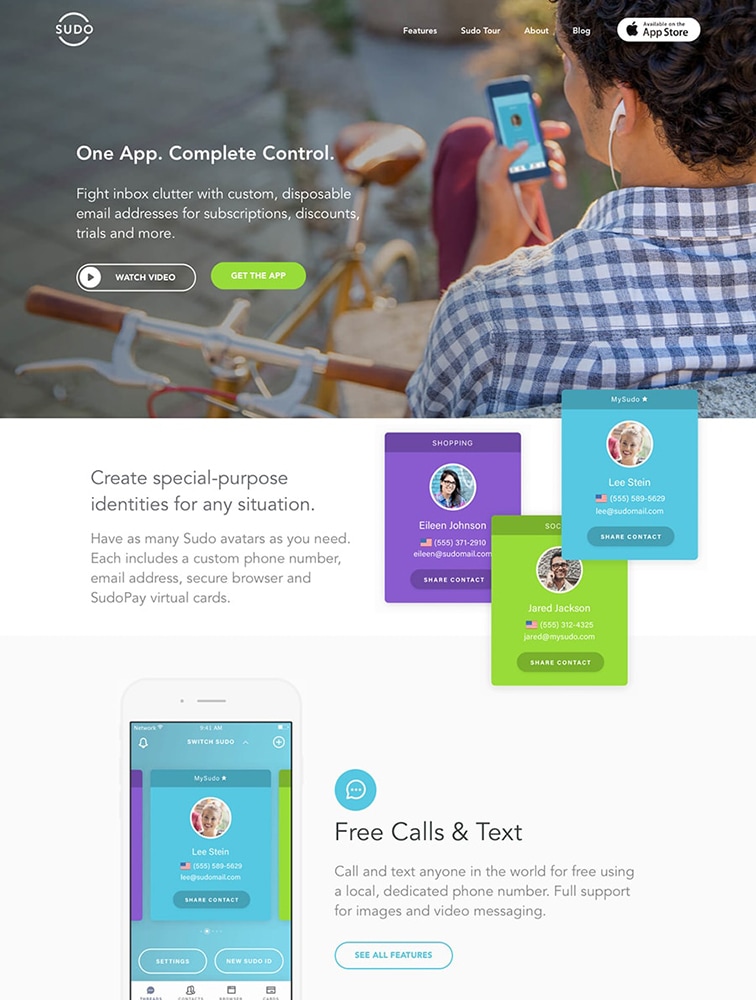 SUDO
Features
Sudo Tour
About
Blog
Available on the
App Store
One App. Complete Control.
Fight inbox clutter with custom, disposable
email addresses for subscriptions, discounts,
trials and more.
WATCH VIDEO
GET THE APP
Create special-purpose
identities for any situation.
Have as many Sudo avatars as you need.
Each includes a custom phone number,
email address, secure browser and
SudoPay virtual cards.
SHOPPING
Eileen Johnson
(555) 371-2910
eileen@sudomail.com
SHARE CONTACT
MySudo ★
Lee Stein
(555) 589-5629
lee@sudomail.com
SHARE CONTACT
SOC
Jared Jackson
(555) 312-4325
jared@mysudo.com
SHARE CONTACT
Network
9:41 AM
SWITCH SUDO
MySudo ★
Lee Stein
(555) 589-5629
lee@sudomail.com
SHARE CONTACT
SETTINGS
NEW SUDO ID
THREADS
CONTACTS
BROWSER
CARDS
Free Calls & Text
Call and text anyone in the world for free using
a local, dedicated phone number. Full support
for images and video messaging.
SEE ALL FEATURES